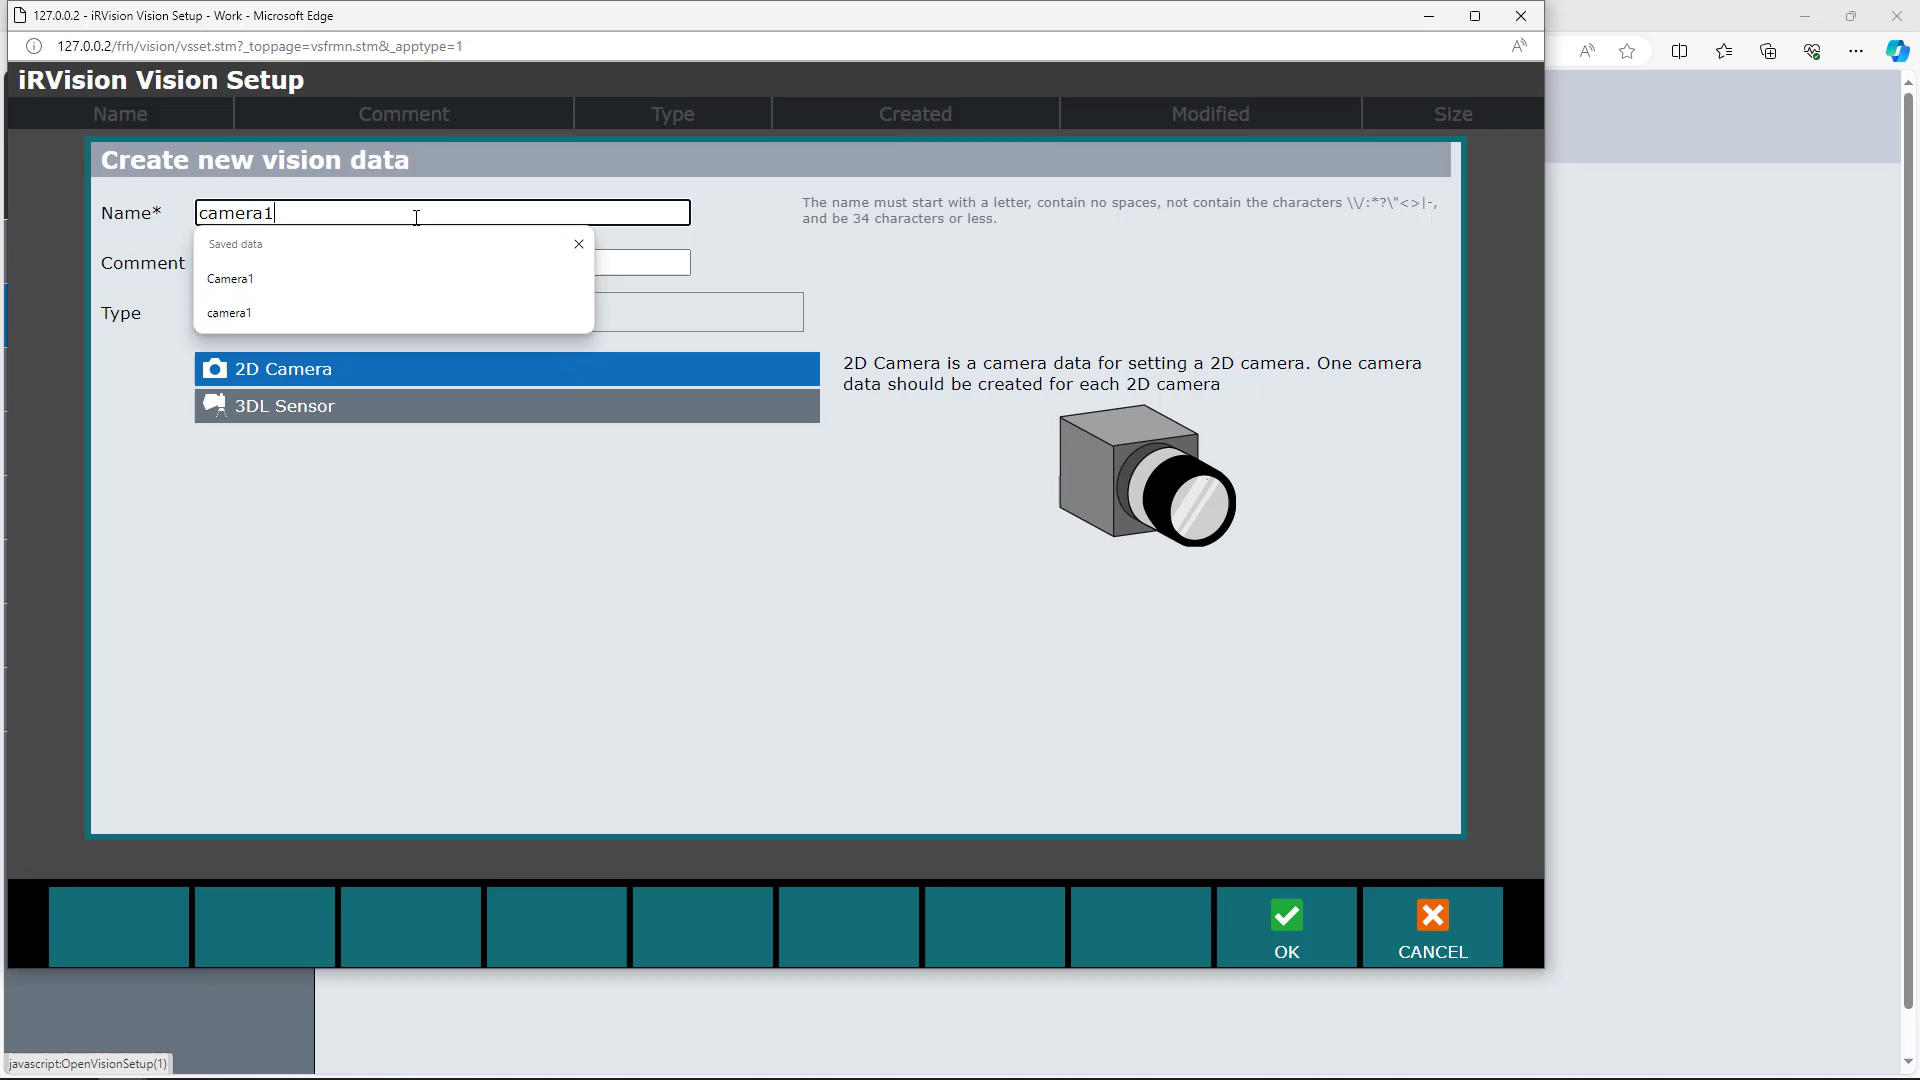 127.0.0.2 - iRVision Vision Setup - Work - Microsoft Edge
127.0.0.2/frh/vision/vsset.stm?_toppage=vsfrmn.stm&_apptype=1
iRVision Vision Setup
Name Comment Type Created Modified Size
Create new vision data
Name* camera1
The name must start with a letter, contain no spaces, not contain the characters \\/:*?\"<>|-,
and be 34 characters or less.
Saved data
Comment
Camera1
Type
camera1
2D Camera
3DL Sensor
2D Camera is a camera data for setting a 2D camera. One camera
data should be created for each 2D camera
OK
CANCEL
javascript:OpenVisionSetup(1)